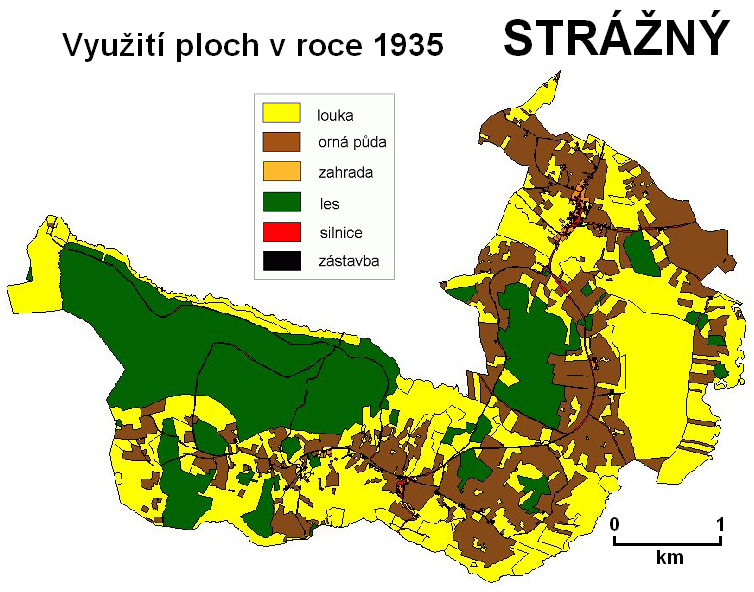 Využití ploch v roce 1935
STRÁŽNÝ
louka
orná půda
zahrada
les
silnice
zástavba
0 1
km